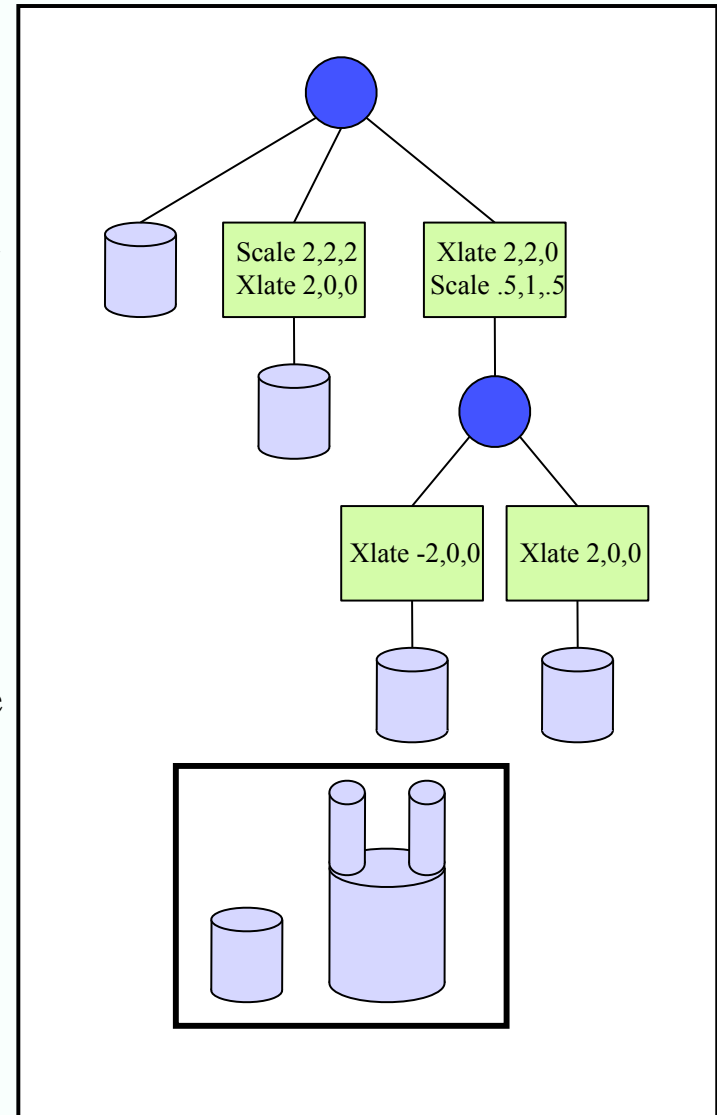 Scale 2,2,2
Xlate 2,0,0
Xlate 2,2,0
Scale .5,1,.5
Xlate -2,0,0
Xlate 2,0,0